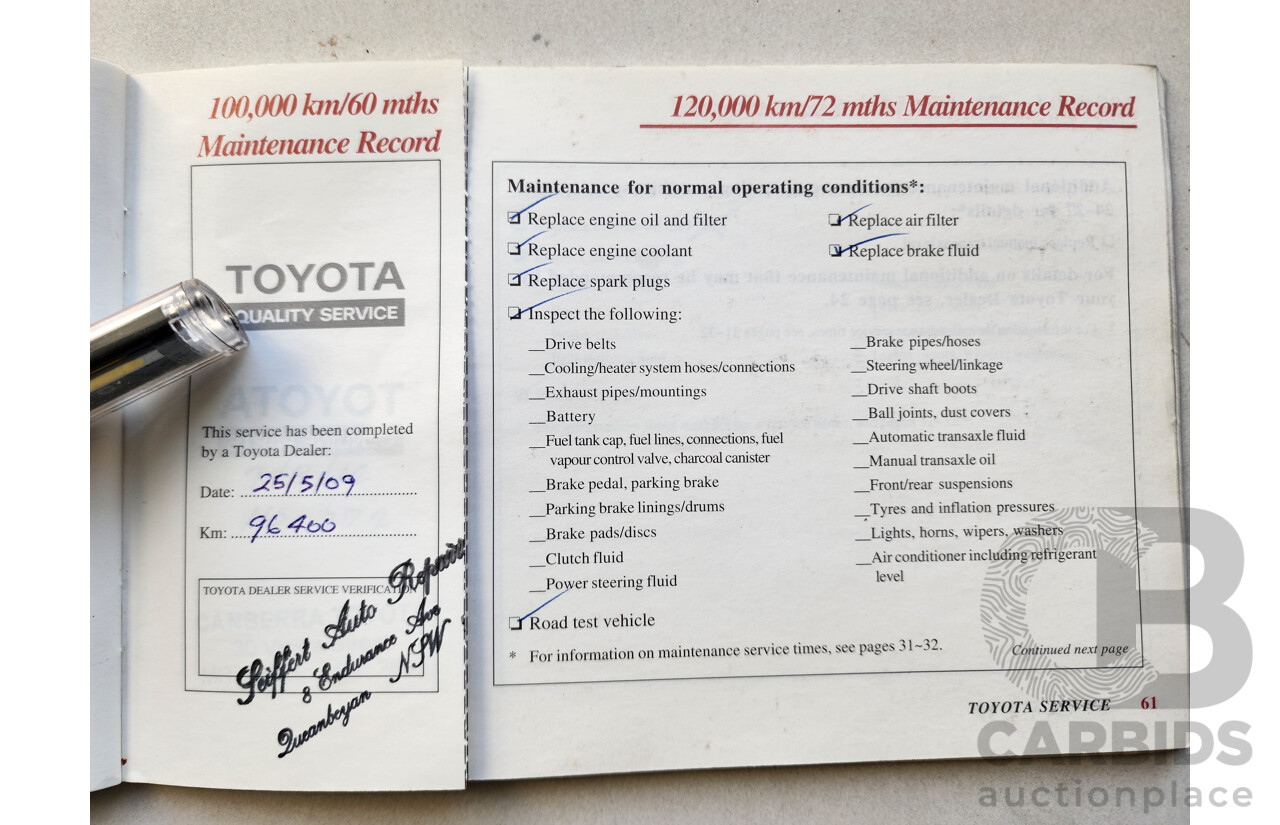 100,000 km/60 mths
Maintenance Record
TOYOTA
QUALITY SERVICE
This service has been completed
by a Toyota Dealer:
Date: 25/5/09
Km: 96400
TOYOTA DEALER SERVICE VERIFICATION
Seiffert Auto Repairs
8 Endurance Ave
Queanbeyan NSW
120,000 km/72 mths Maintenance Record
Maintenance for normal operating conditions*:
Replace engine oil and filter
Replace engine coolant
Replace spark plugs
Inspect the following:
__Drive belts
__Cooling/heater system hoses/connections
__Exhaust pipes/mountings
__Battery
__Fuel tank cap, fuel lines, connections, fuel
vapour control valve, charcoal canister
__Brake pedal, parking brake
__Parking brake linings/drums
__Brake pads/discs
__Clutch fluid
__Power steering fluid
Replace air filter
Replace brake fluid
__Brake pipes/hoses
__Steering wheel/linkage
__Drive shaft boots
__Ball joints, dust covers
__Automatic transaxle fluid
__Manual transaxle oil
__Front/rear suspensions
__Tyres and inflation pressures
__Lights, horns, wipers, washers
__Air conditioner including refrigerant
level
Road test vehicle
* For information on maintenance service times, see pages 31~32.
Continued next page
TOYOTA SERVICE 61
CARBIDS
auctionplace